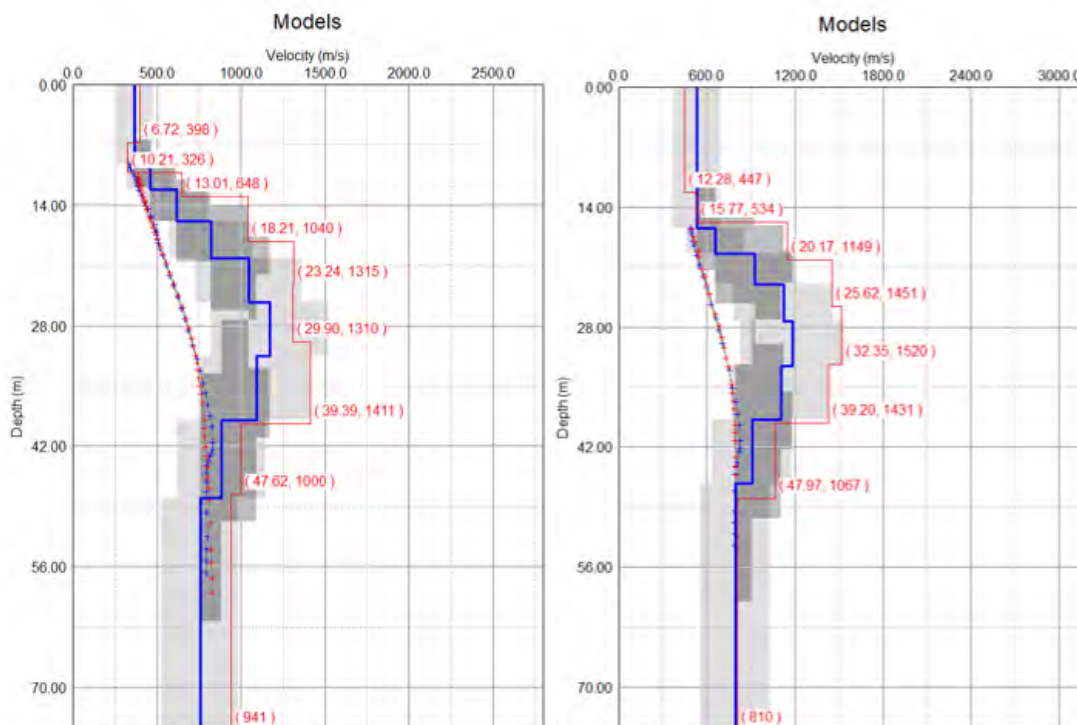 Models
Velocity (m/s)
0.0 500.0 1000.0 1500.0 2000.0 2500.0
0.00
14.00
28.00
42.00
56.00
70.00
Depth (m)
( 6.72, 398 )
( 10.21, 326 )
( 13.01, 648 )
( 18.21, 1040 )
( 23.24, 1315 )
( 29.90, 1310 )
( 39.39, 1411 )
( 47.62, 1000 )
( 941 )
Models
Velocity (m/s)
0.0 600.0 1200.0 1800.0 2400.0 3000.0
0.00
14.00
28.00
42.00
56.00
70.00
Depth (m)
( 12.28, 447 )
( 15.77, 534 )
( 20.17, 1149 )
( 25.62, 1451 )
( 32.35, 1520 )
( 39.20, 1431 )
( 47.97, 1067 )
( 810 )